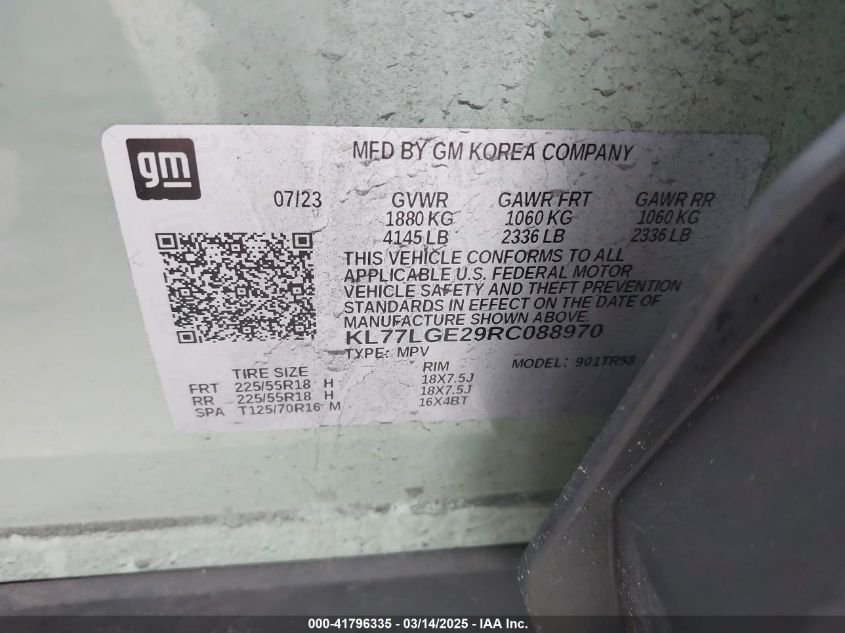 gm
MFD BY GM KOREA COMPANY
07/23 GVWR GAWR FRT GAWR RR
1880 KG 1060 KG 1060 KG
4145 LB 2336 LB 2336 LB
THIS VEHICLE CONFORMS TO ALL
APPLICABLE U.S. FEDERAL MOTOR
VEHICLE SAFETY AND THEFT PREVENTION
STANDARDS IN EFFECT ON THE DATE OF
MANUFACTURE SHOWN ABOVE.
KL77LGE29RC088970
TYPE: MPV MODEL: 901TR58
TIRE SIZE RIM
FRT 225/55R18 H 18X7.5J
RR 225/55R18 H 18X7.5J
SPA T125/70R16 M 16X4BT
000-41796335 - 03/14/2025 - IAA Inc.